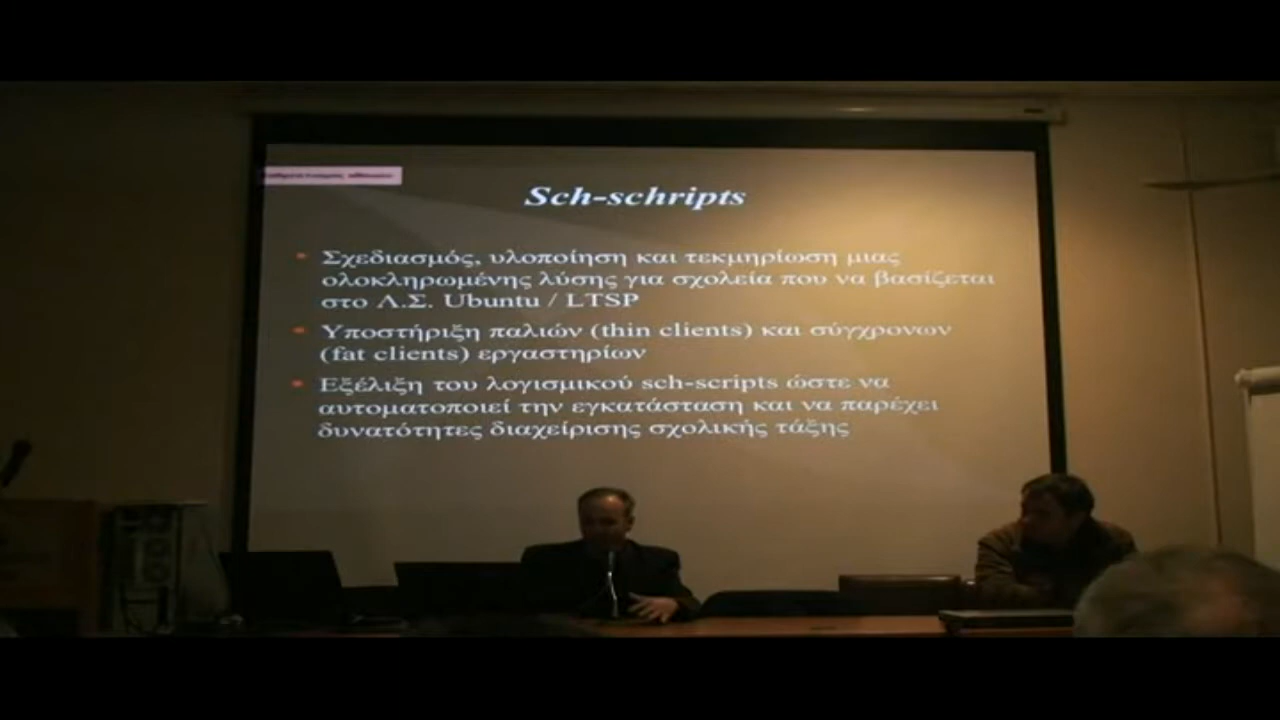 Sch-schripts
Σχεδιασμός, υλοποίηση και τεκμηρίωση μιας
ολοκληρωμένης λύσης για σχολεία που να βασίζεται
στο Λ.Σ. Ubuntu / LTSP
Υποστήριξη παλιών (thin clients) και σύγχρονων
(fat clients) εργαστηρίων
Εξέλιξη του λογισμικού sch-scripts ώστε να
αυτοματοποιεί την εγκατάσταση και να παρέχει
δυνατότητες διαχείρισης σχολικής τάξης